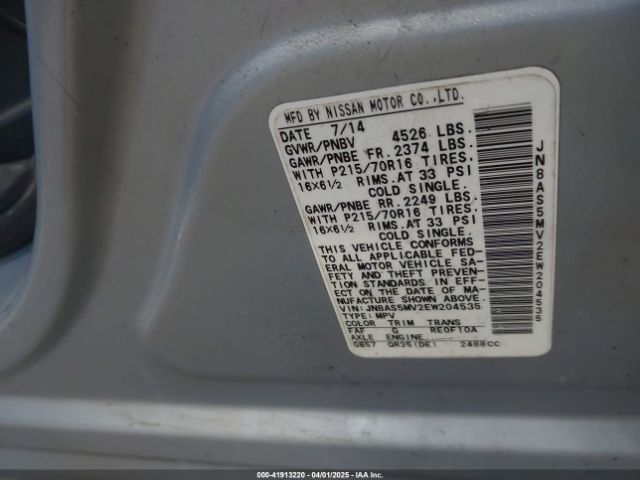 MFD BY NISSAN MOTOR CO.,LTD.
DATE 7/14
GVWR/PNBV 4526 LBS.
GAWR/PNBE FR. 2374 LBS.
WITH P215/70R16 TIRES.
16X6½ RIMS.AT 33 PSI
COLD SINGLE.
GAWR/PNBE RR. 2249 LBS.
WITH P215/70R16 TIRES.
16X6½ RIMS.AT 33 PSI
COLD SINGLE.
THIS VEHICLE CONFORMS
TO ALL APPLICABLE FED-
ERAL MOTOR VEHICLE SA-
FETY AND THEFT PREVEN-
TION STANDARDS IN EFF-
ECT ON THE DATE OF MA-
NUFACTURE SHOWN ABOVE.
VIN: JN8AS5MV2EW204535
TYPE: MPV
COLOR TRIM TRANS
FAF G RE0F10A
AXLE ENGINE
GB57 QR25(DE) 2488CC
JN8AS5MV2EW204535
000-41913220 - 04/01/2025 - IAA Inc.